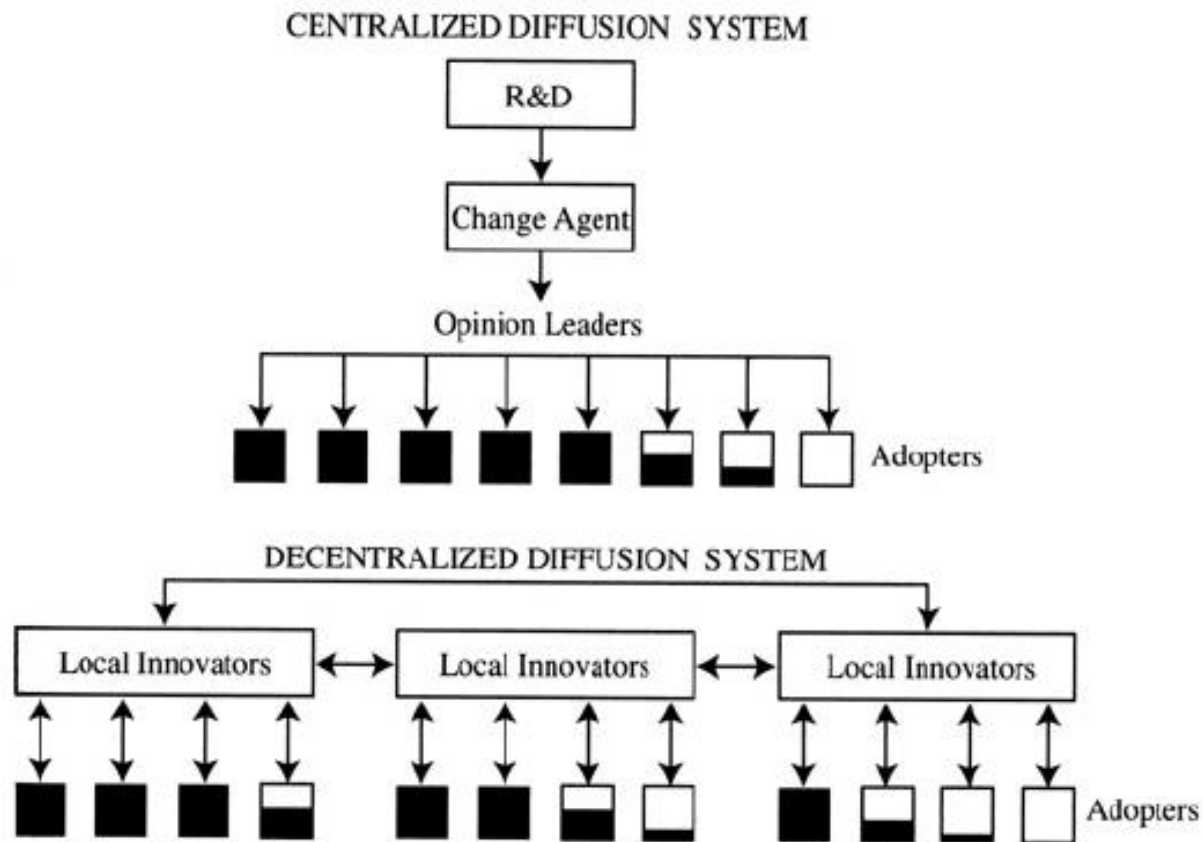 CENTRALIZED DIFFUSION SYSTEM
R&D
Change Agent
Opinion Leaders
Adopters
DECENTRALIZED DIFFUSION SYSTEM
Local Innovators
Local Innovators
Local Innovators
Adopters